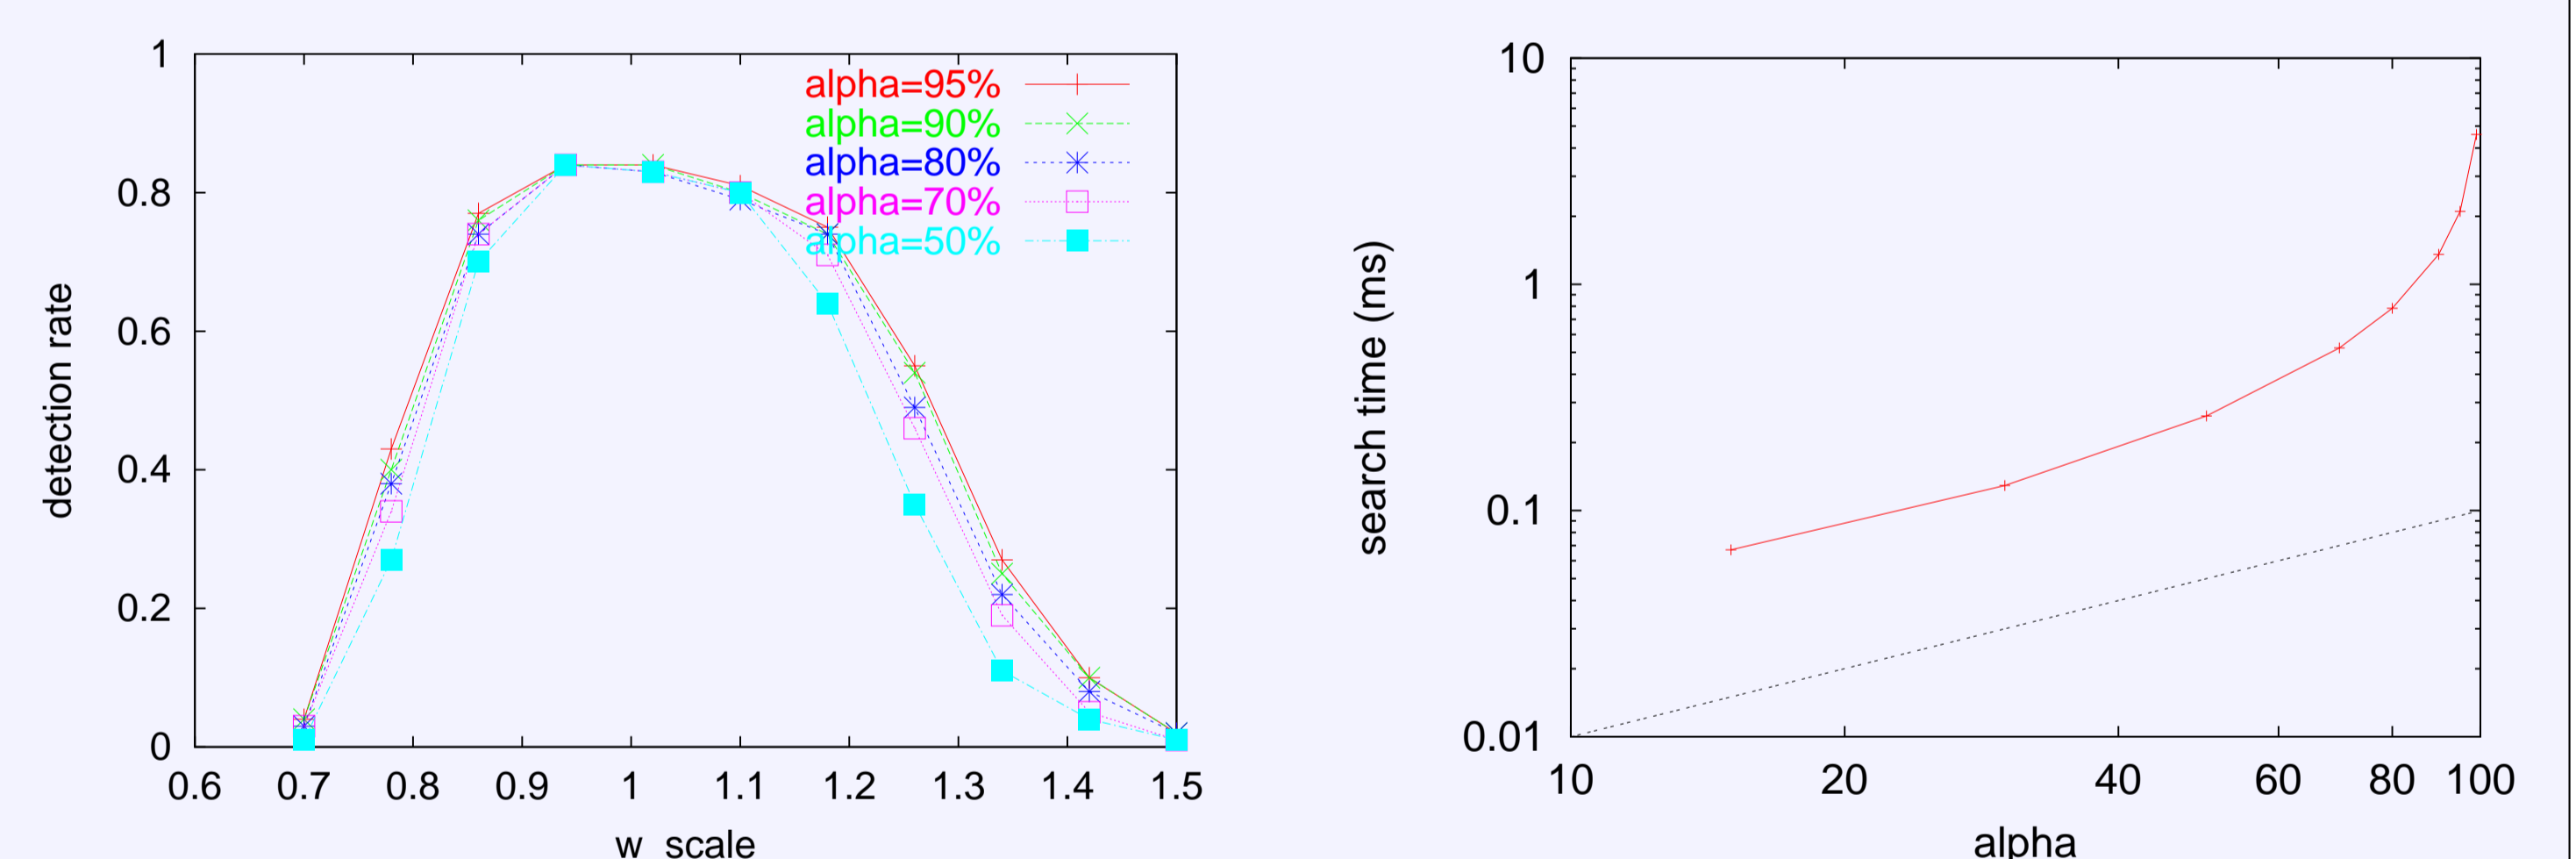 1
0.8
0.6
0.4
0.2
0
0.6 0.7 0.8 0.9 1 1.1 1.2 1.3 1.4 1.5
detection rate
w scale
alpha=95%
alpha=90%
alpha=80%
alpha=70%
alpha=50%
10
1
0.1
0.01
10 20 40 60 80 100
search time (ms)
alpha